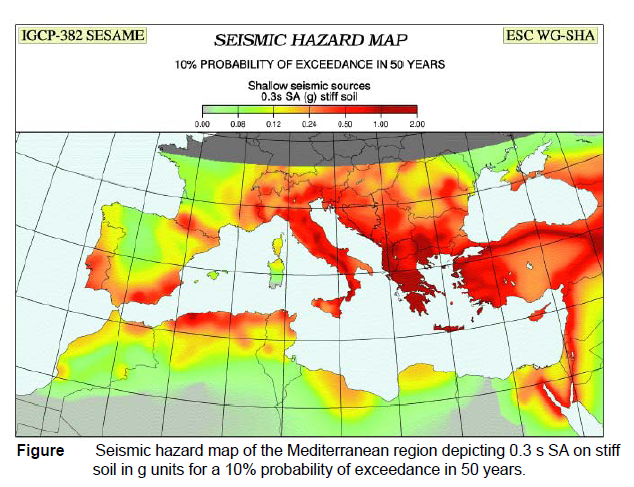 IGCP-382 SESAME
SEISMIC HAZARD MAP
ESC WG-SHA
10% PROBABILITY OF EXCEEDANCE IN 50 YEARS
Shallow seismic sources
0.3s SA (g) stiff soil
0.00 0.08 0.12 0.24 0.50 1.00 2.00
Figure Seismic hazard map of the Mediterranean region depicting 0.3 s SA on stiff
soil in g units for a 10% probability of exceedance in 50 years.